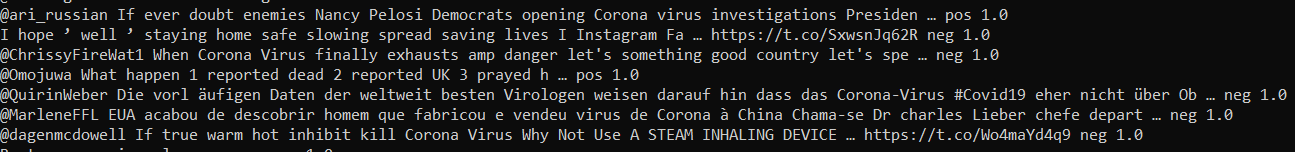 @ari_russian If ever doubt enemies Nancy Pelosi Democrats opening Corona virus investigations Presiden … pos 1.0
I hope ’ well ’ staying home safe slowing spread saving lives I Instagram Fa … https://t.co/SxwsnJq62R neg 1.0
@ChrissyFireWat1 When Corona Virus finally exhausts amp danger let's something good country let's spe … neg 1.0
@Omojuwa What happen 1 reported dead 2 reported UK 3 prayed h … pos 1.0
@QuirinWeber Die vorl äufigen Daten der weltweit besten Virologen weisen darauf hin dass das Corona-Virus #Covid19 eher nicht über Ob … neg 1.0
@MarleneFFL EUA acabou de descobrir homem que fabricou e vendeu virus de Corona à China Chama-se Dr charles Lieber chefe depart … neg 1.0
@dagenmcdowell If true warm hot inhibit kill Corona Virus Why Not Use A STEAM INHALING DEVICE … https://t.co/Wo4maYd4q9 neg 1.0